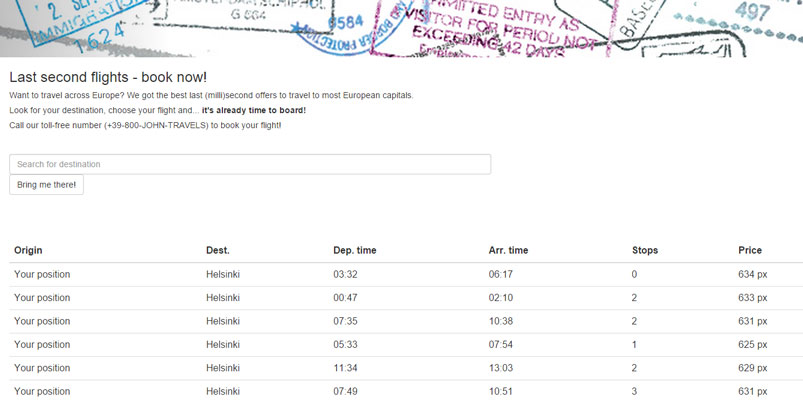 2 SEP
IMMIGRATION
1624
G 664
6584
AND BORDER PROTEC
RMITTED ENTRY AS
VISITOR FOR PERIOD NOT
EXCEEDING 42 DAYS
BASEL
497
Last second flights - book now!
Want to travel across Europe? We got the best last (milli)second offers to travel to most European capitals.
Look for your destination, choose your flight and... it's already time to board!
Call our toll-free number (+39-800-JOHN-TRAVELS) to book your flight!
Search for destination
Bring me there!
Origin Dest. Dep. time Arr. time Stops Price
Your position Helsinki 03:32 06:17 0 634 px
Your position Helsinki 00:47 02:10 2 633 px
Your position Helsinki 07:35 10:38 2 631 px
Your position Helsinki 05:33 07:54 1 625 px
Your position Helsinki 11:34 13:03 2 629 px
Your position Helsinki 07:49 10:51 3 631 px